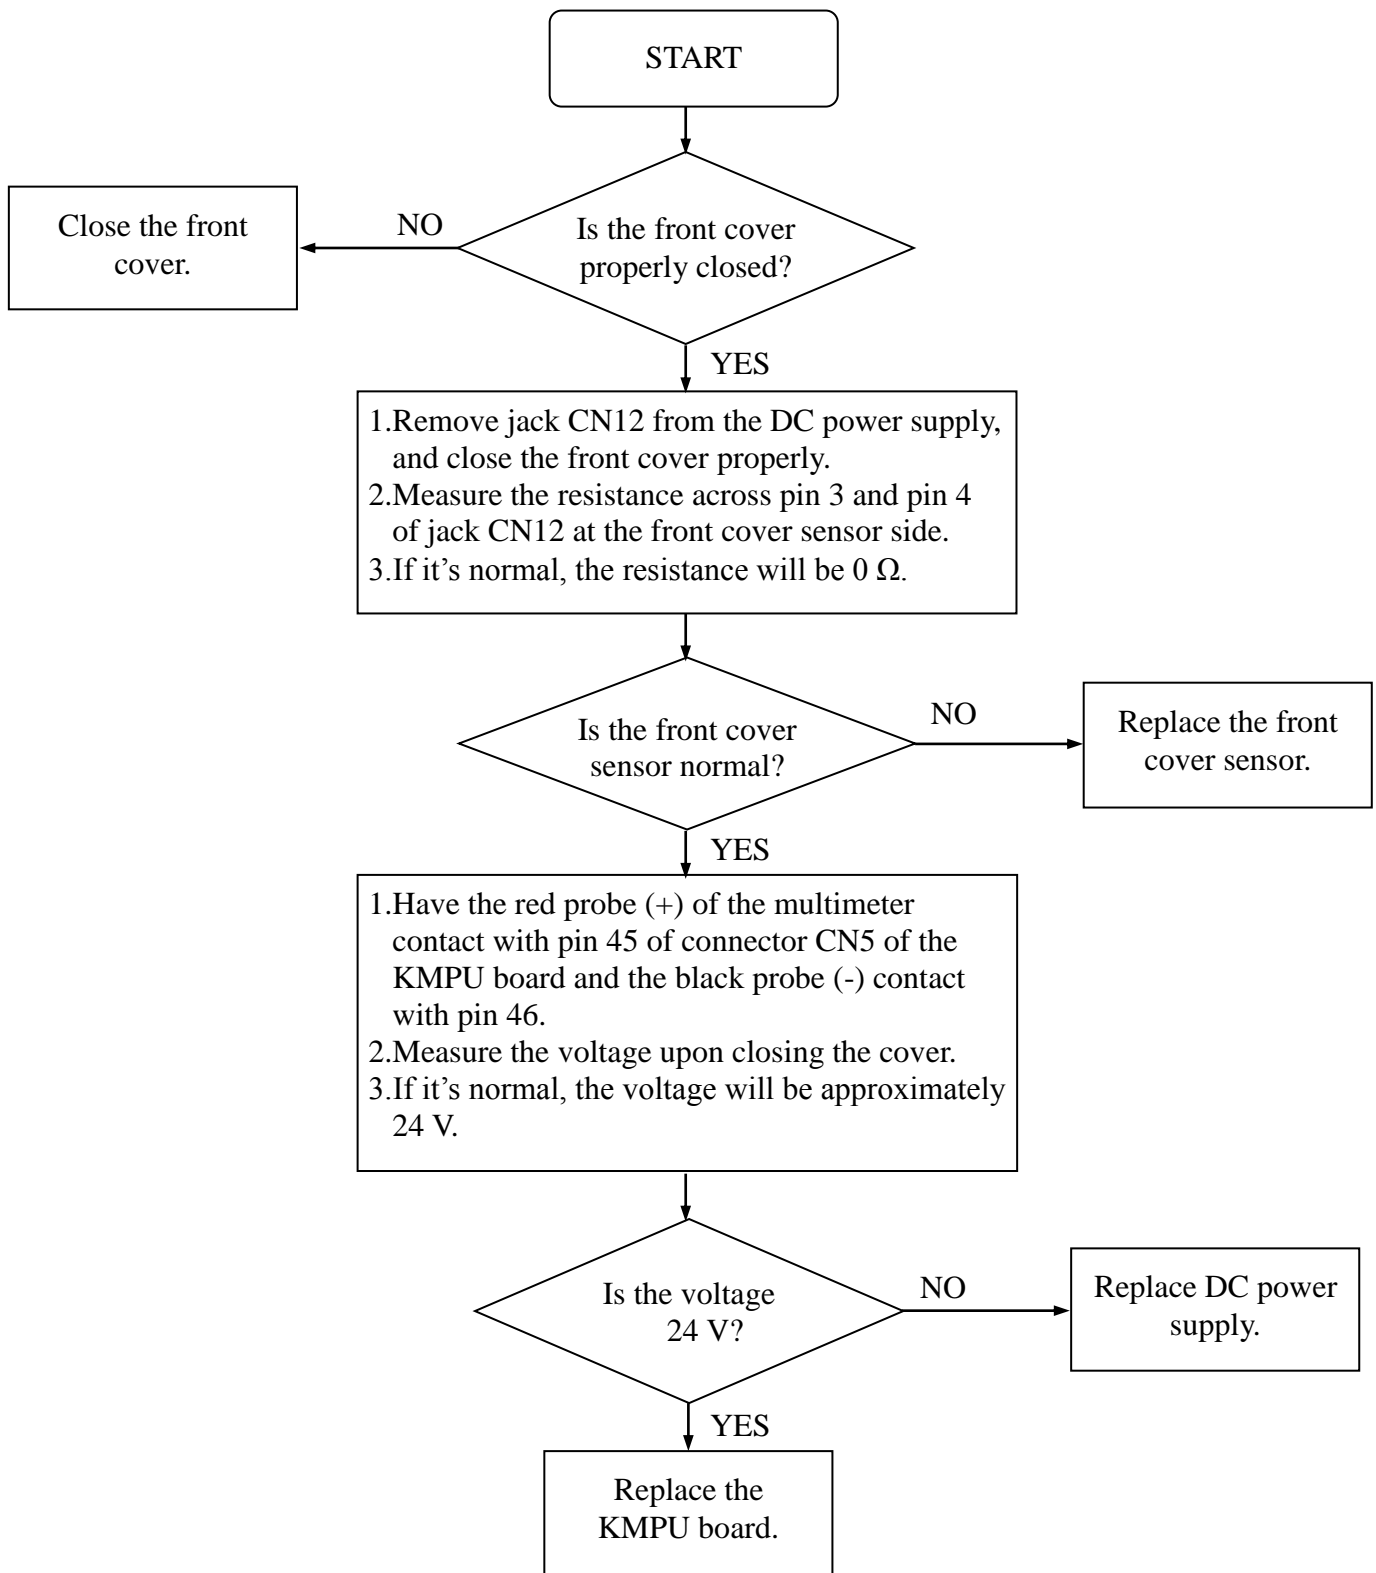 START
NO
Close the front
cover.
Is the front cover
properly closed?
YES
1.Remove jack CN12 from the DC power supply,
and close the front cover properly.
2.Measure the resistance across pin 3 and pin 4
of jack CN12 at the front cover sensor side.
3.If it’s normal, the resistance will be 0 Ω.
Is the front cover
sensor normal?
NO
Replace the front
cover sensor.
YES
1.Have the red probe (+) of the multimeter
contact with pin 45 of connector CN5 of the
KMPU board and the black probe (-) contact
with pin 46.
2.Measure the voltage upon closing the cover.
3.If it’s normal, the voltage will be approximately
24 V.
Is the voltage
24 V?
NO
Replace DC power
supply.
YES
Replace the
KMPU board.